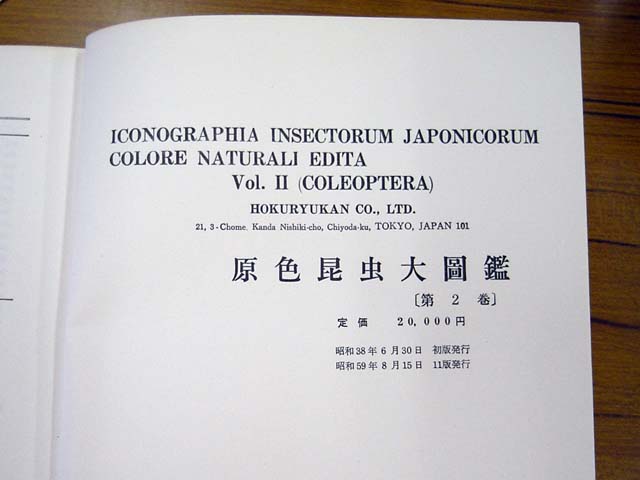 ICONOGRAPHIA INSECTORUM JAPONICORUM
COLORE NATURALI EDITA
Vol. II (COLEOPTERA)
HOKURYUKAN CO., LTD.
21, 3-Chome, Kanda Nishiki-cho, Chiyoda-ku, TOKYO, JAPAN 101
原色昆虫大圖鑑
〔第2巻〕
定価 20,000円
昭和38年6月30日 初版発行
昭和59年8月15日 11版発行